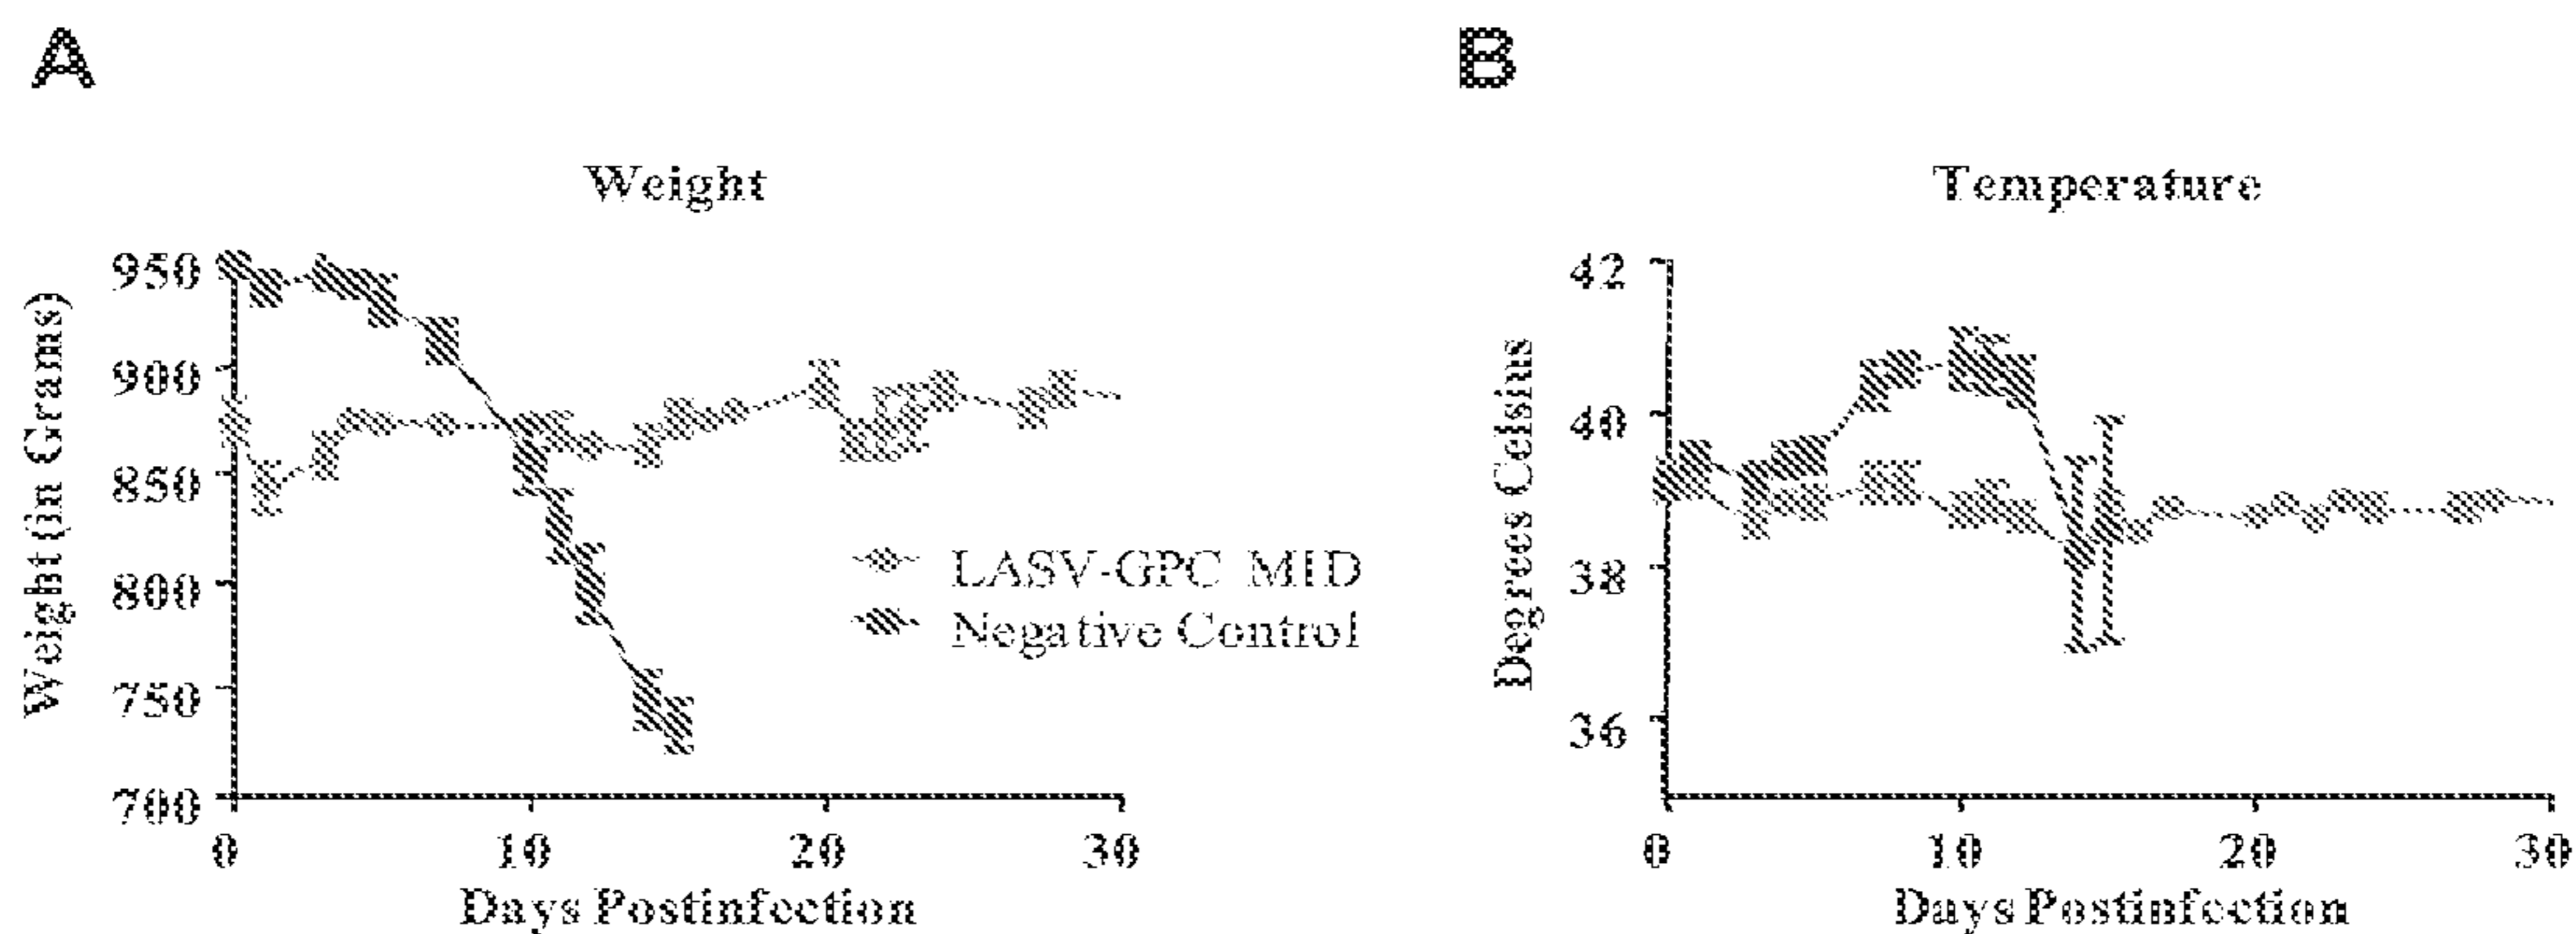 A
B
Weight
Temperature
950
900
850
800
750
700
Weight (in Grams)
LASV-GPC MID
Negative Control
0
10
20
30
Days Postinfection
42
40
38
36
Degrees Celsius
0
10
20
30
Days Postinfection